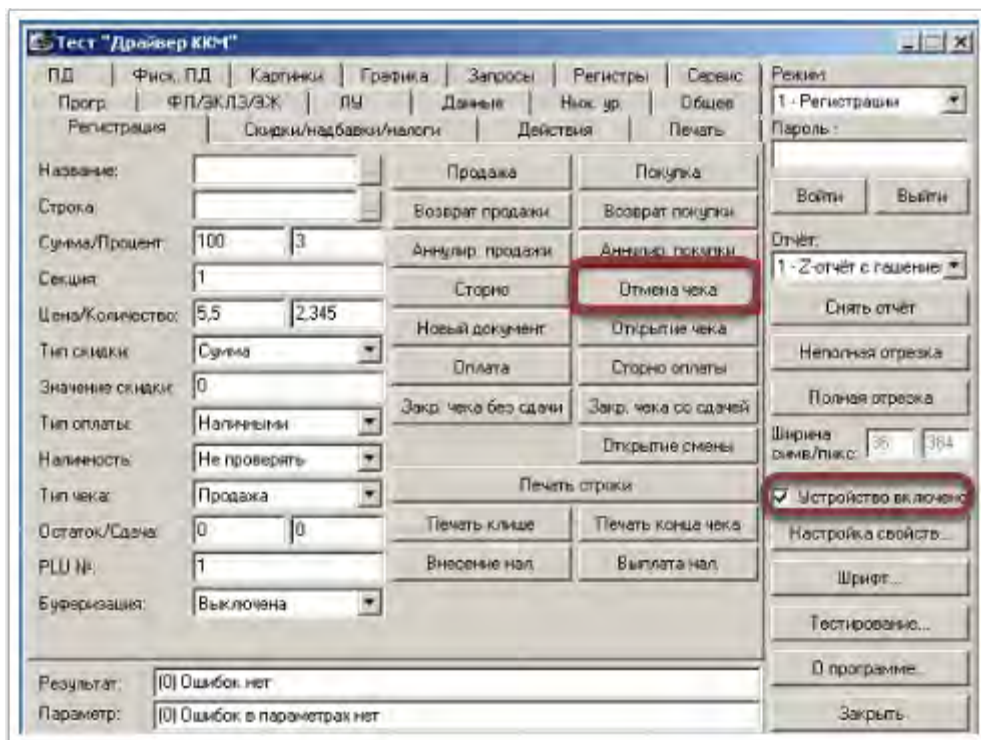 Тест "Драйвер ККМ"
ПД Фиск. ПД Картинки Графика Запросы Регистры Сервис
Прогр. ФП/ЭКЛЗ/ЭЖ ЛУ Данные Ниж. ур. Общее
Регистрация Скидки/надбавки/налоги Действия Печать
Название:
Строка:
Сумма/Процент: 100 3
Секция: 1
Цена/Количество: 5,5 2,345
Тип скидки: Сумма
Значение скидки: 0
Тип оплаты: Наличными
Наличность: Не проверять
Тип чека: Продажа
Остаток/Сдача: 0 0
PLU №: 1
Буферизация: Выключена
Продажа Покупка
Возврат продажи Возврат покупки
Аннулир. продажи Аннулир. покупки
Сторно Отмена чека
Новый документ Открытие чека
Оплата Сторно оплаты
Закр. чека без сдачи Закр. чека со сдачей
Открытие смены
Печать строки
Печать клише Печать конца чека
Внесение нал. Выплата нал.
Режим:
1 - Регистрации
Пароль :
Войти Выйти
Отчёт:
1 - Z-отчёт с гашение
Снять отчёт
Неполная отрезка
Полная отрезка
Ширина
симв/пикс: 36 384
Устройство включено
Настройка свойств...
Шрифт...
Тестирование...
О программе...
Закрыть
Результат: (0) Ошибок нет
Параметр: (0) Ошибок в параметрах нет